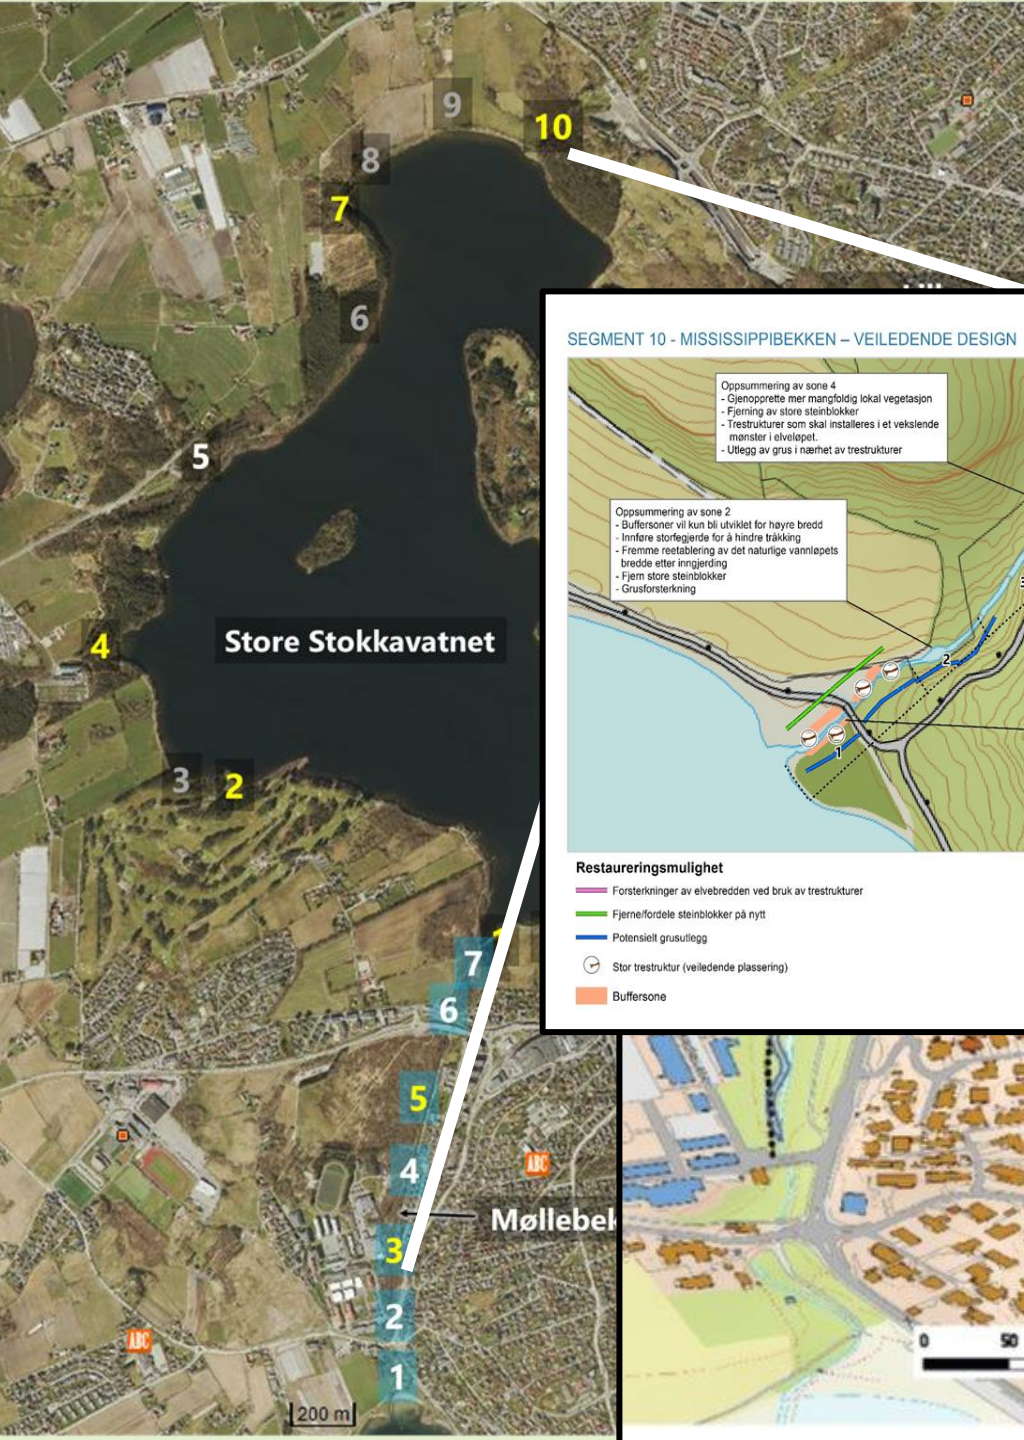 9
10
8
7
6
5
Store Stokkavatnet
4
3
2
7
6
5
4
3
2
1
ABC
ABC
200 m
SEGMENT 10 - MISSISSIPPIBEKKEN – VEILEDENDE DESIGN
Oppsummering av sone 4
- Gjenopprette mer mangfoldig lokal vegetasjon
- Fjerning av store steinblokker
- Trestrukturer som skal installeres i et vekslende
mønster i elveløpet.
- Utlegg av grus i nærhet av trestrukturer
Oppsummering av sone 2
- Buffersoner vil kun bli utviklet for høyre bredd
- Innføre storfegjerde for å hindre tråkking
- Fremme reetablering av det naturlige vannløpets
bredde etter inngjerding
- Fjern store steinblokker
- Grusforsterkning
2
1
Restaureringsmulighet
Forsterkninger av elvebredden ved bruk av trestrukturer
Fjerne/fordele steinblokker på nytt
Potensielt grusutlegg
Stor trestruktur (veiledende plassering)
Buffersone
Møllebek
0 50